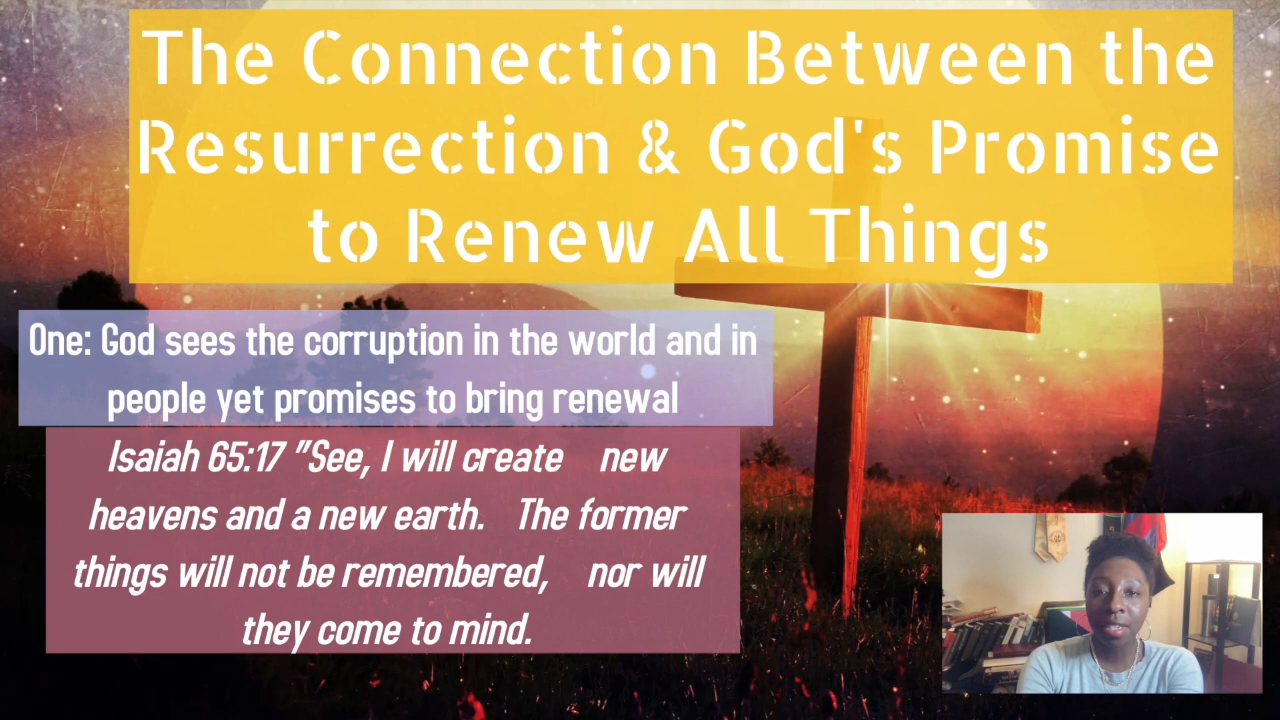 The Connection Between the
Resurrection & God's Promise
to Renew All Things
One: God sees the corruption in the world and in
people yet promises to bring renewal
Isaiah 65:17 "See, I will create new
heavens and a new earth. The former
things will not be remembered, nor will
they come to mind.